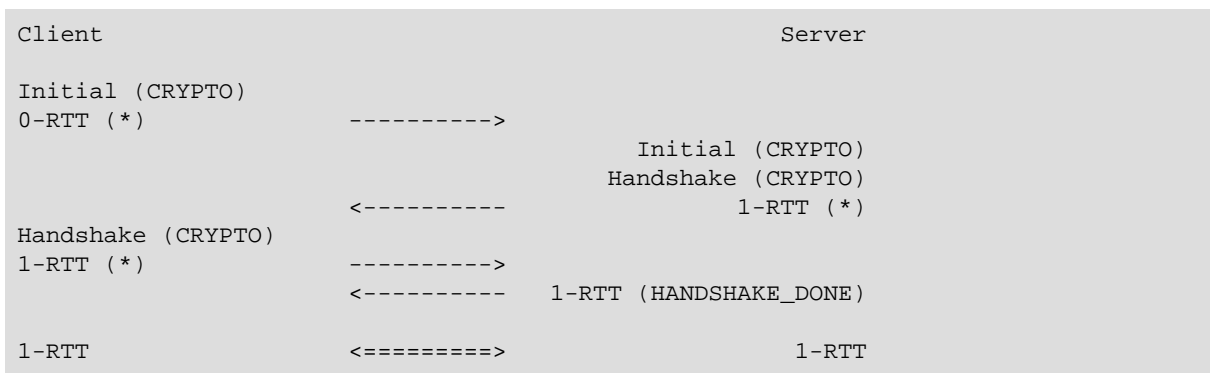 Client                                               Server

Initial (CRYPTO)
0-RTT (*)              ---------->
                                           Initial (CRYPTO)
                                         Handshake (CRYPTO)
                       <----------                1-RTT (*)
Handshake (CRYPTO)
1-RTT (*)              ---------->
                       <----------   1-RTT (HANDSHAKE_DONE)

1-RTT                  <=========>                    1-RTT